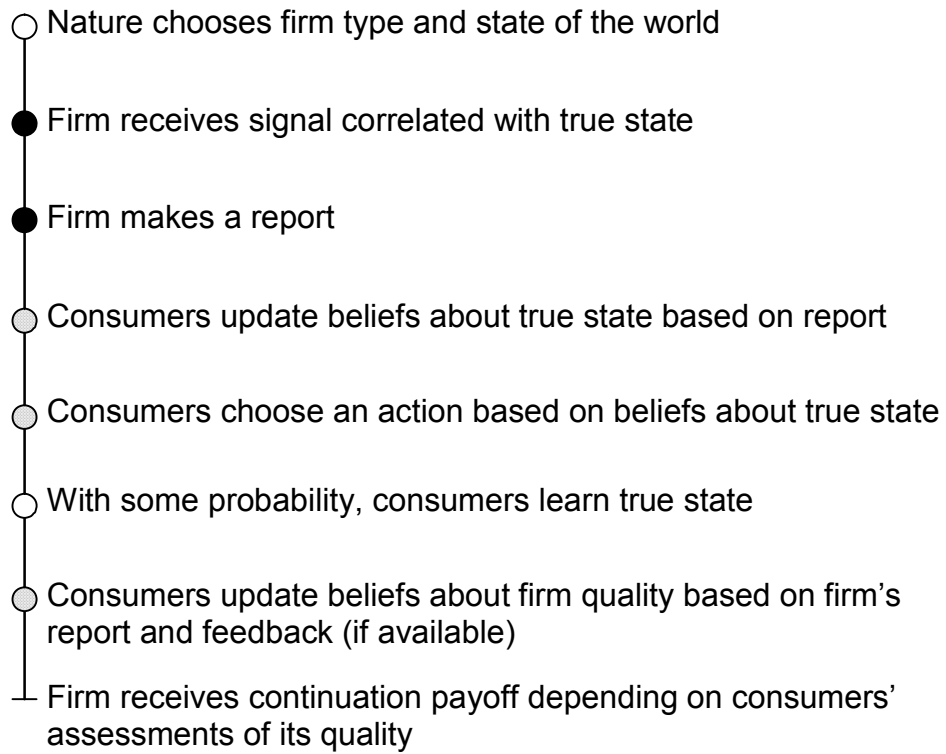 Nature chooses firm type and state of the world
Firm receives signal correlated with true state
Firm makes a report
Consumers update beliefs about true state based on report
Consumers choose an action based on beliefs about true state
With some probability, consumers learn true state
Consumers update beliefs about firm quality based on firm’s
report and feedback (if available)
Firm receives continuation payoff depending on consumers’
assessments of its quality